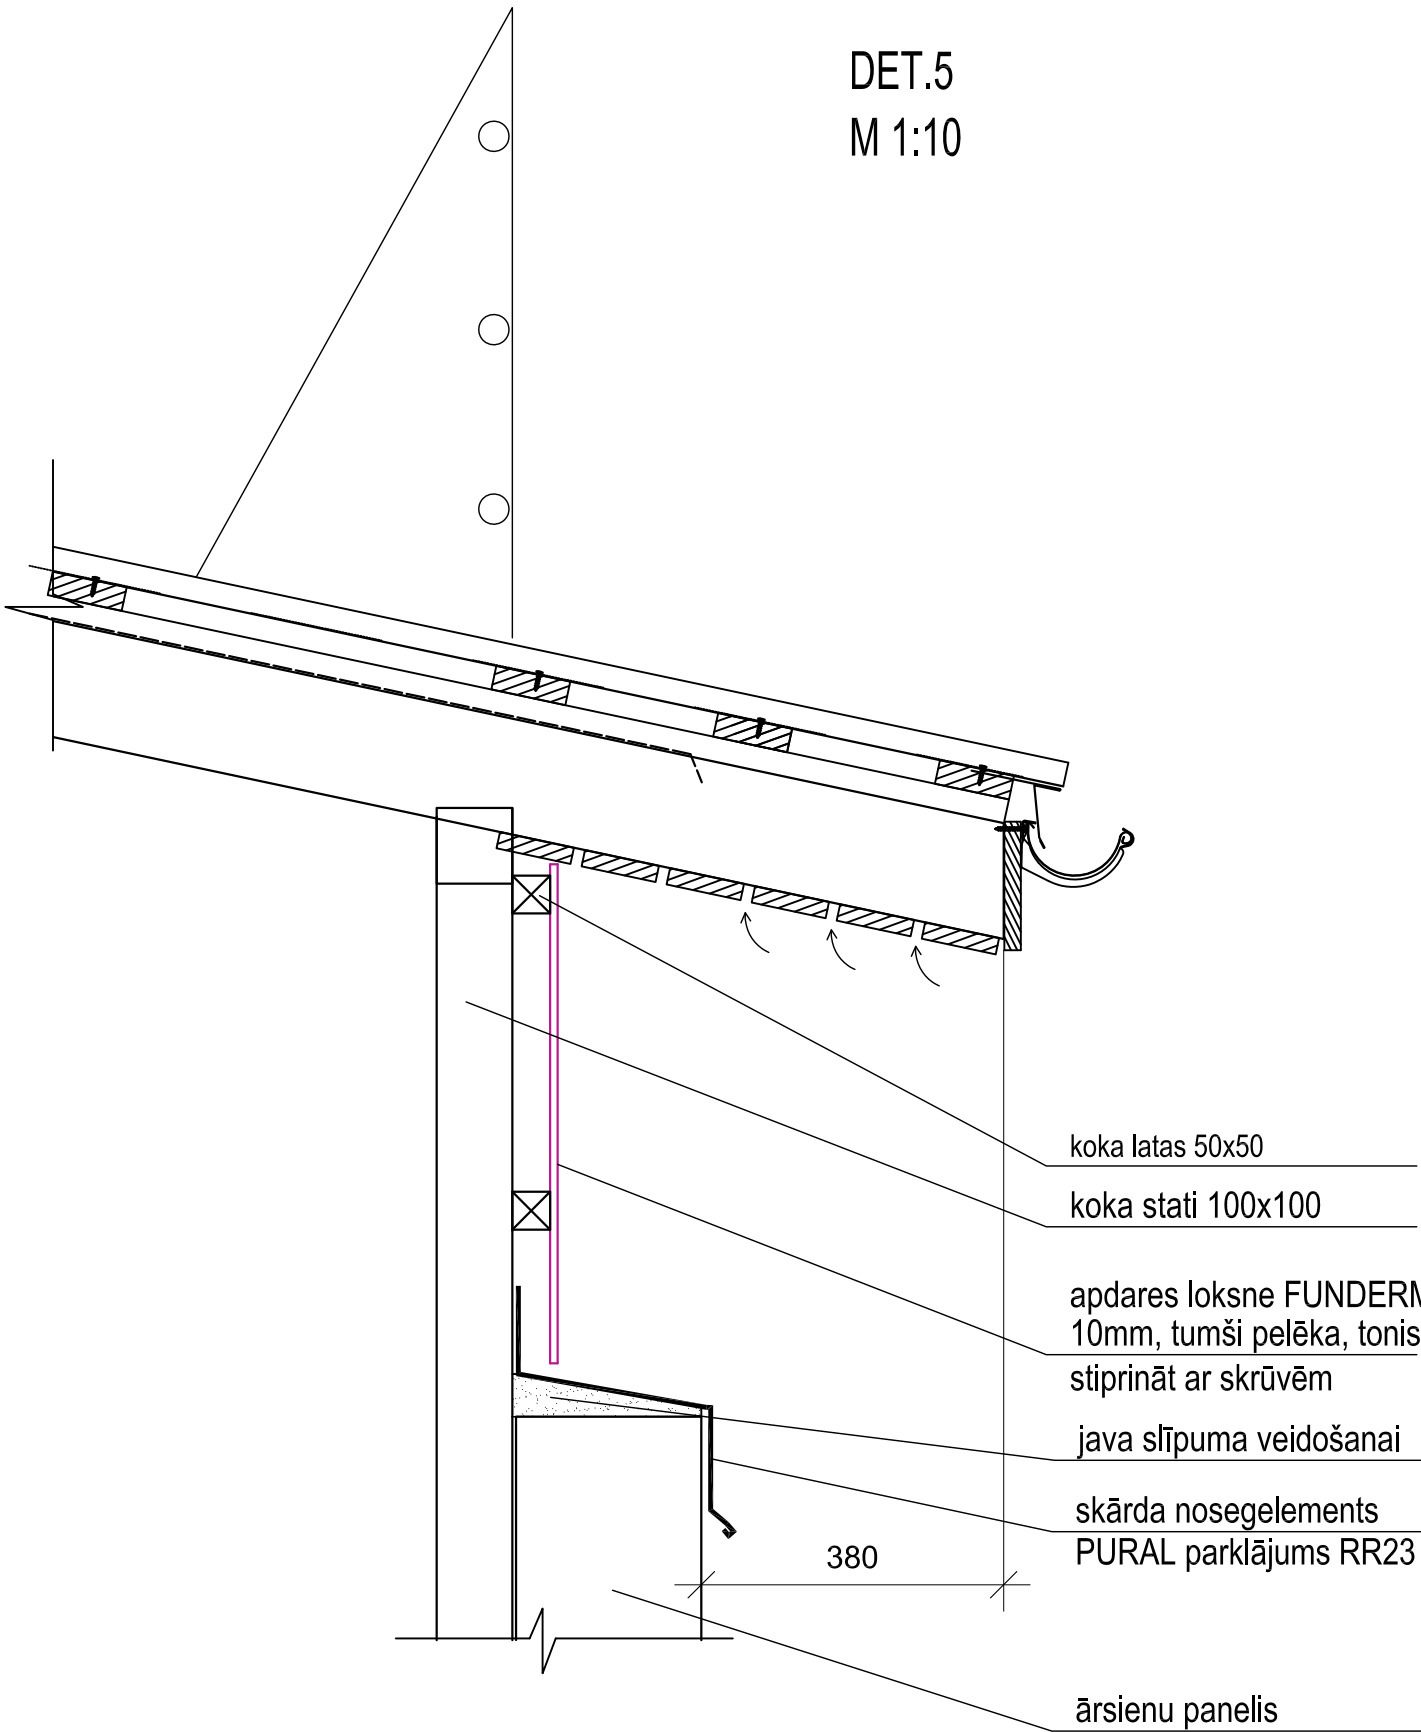 DET.5
M 1:10
koka latas 50x50
koka stati 100x100
apdares loksne FUNDERM
10mm, tumši pelēka, tonis
stiprināt ar skrūvēm
java slīpuma veidošanai
skārda nosegelements
PURAL parklājums RR23
380
ārsienu panelis